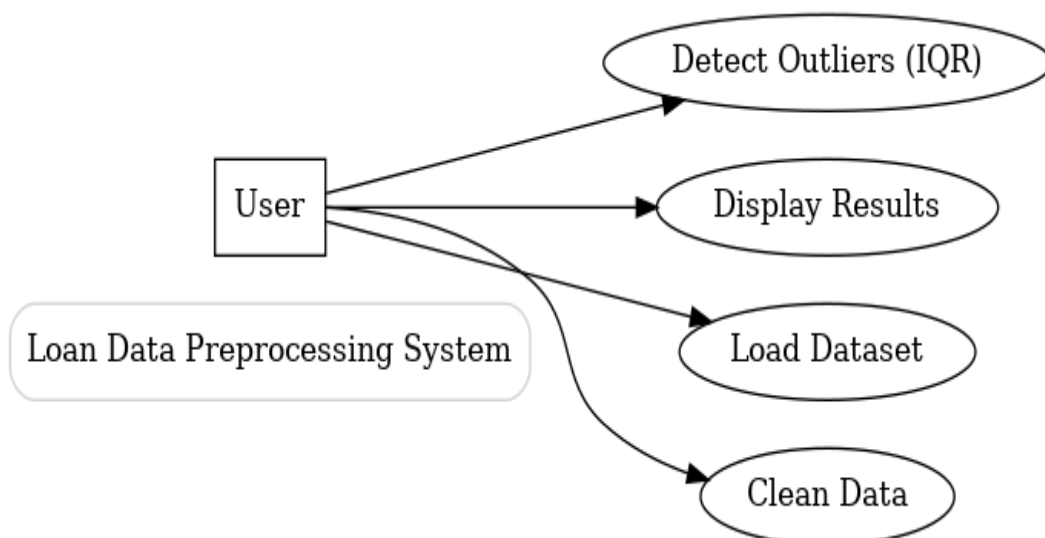 Detect Outliers (IQR)
User
Display Results
Loan Data Preprocessing System
Load Dataset
Clean Data